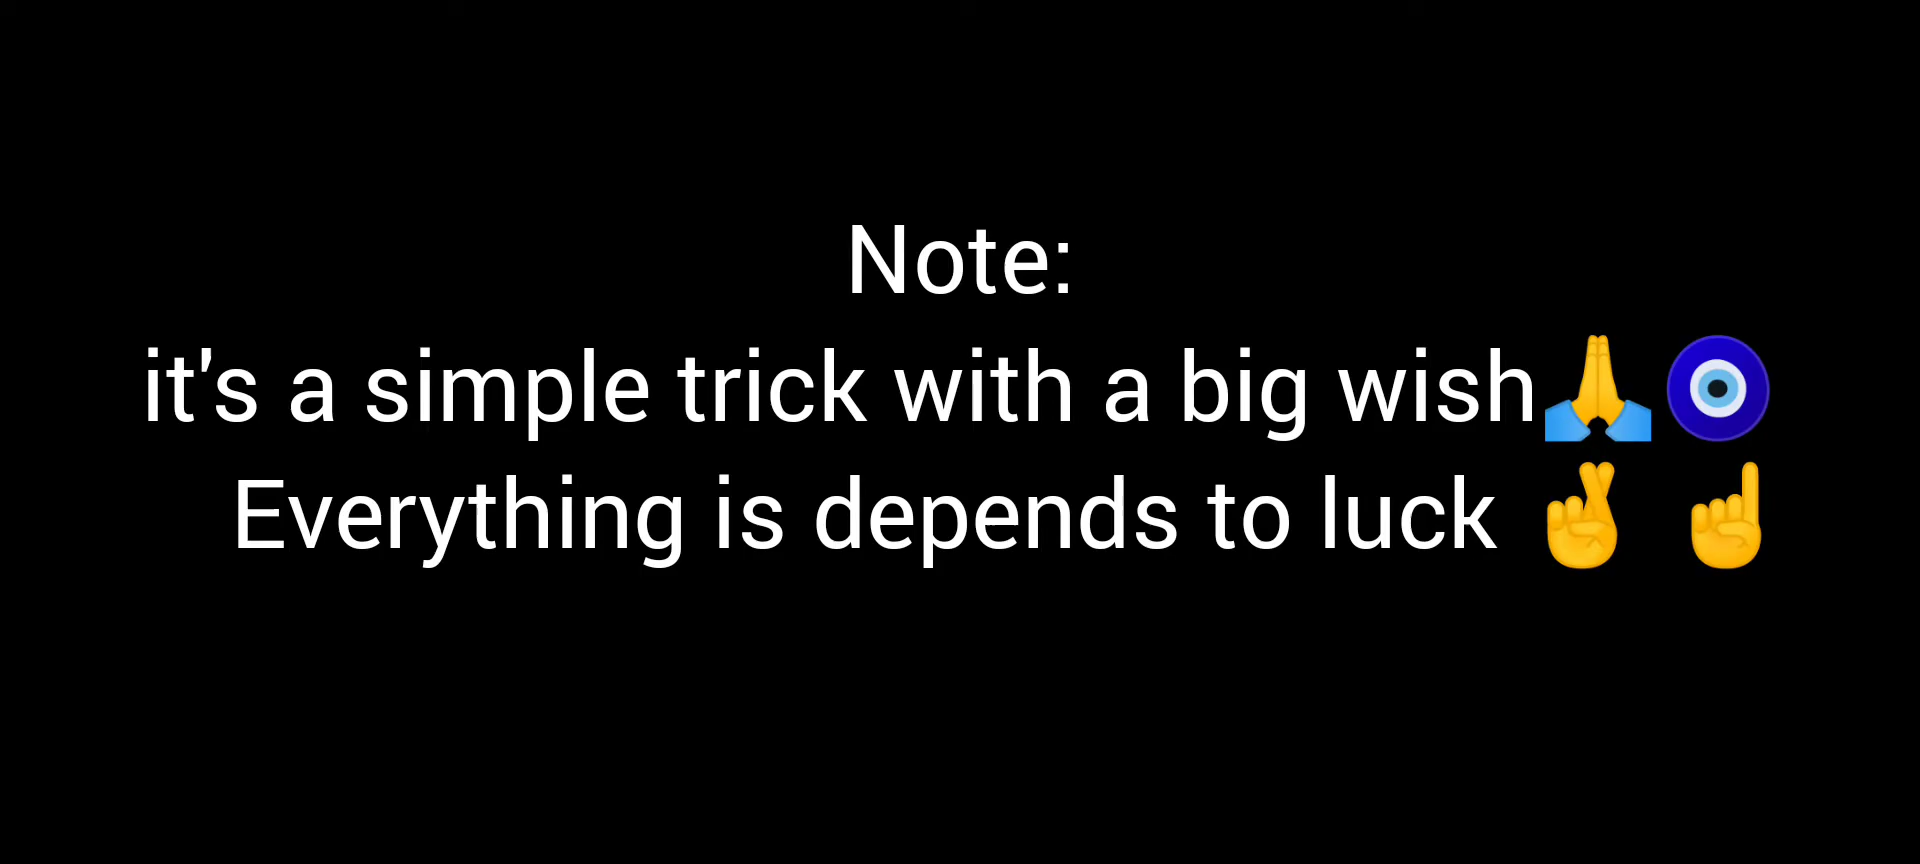 Note:
it's a simple trick with a big wish🙏🧿
Everything is depends to luck 🤞 ☝